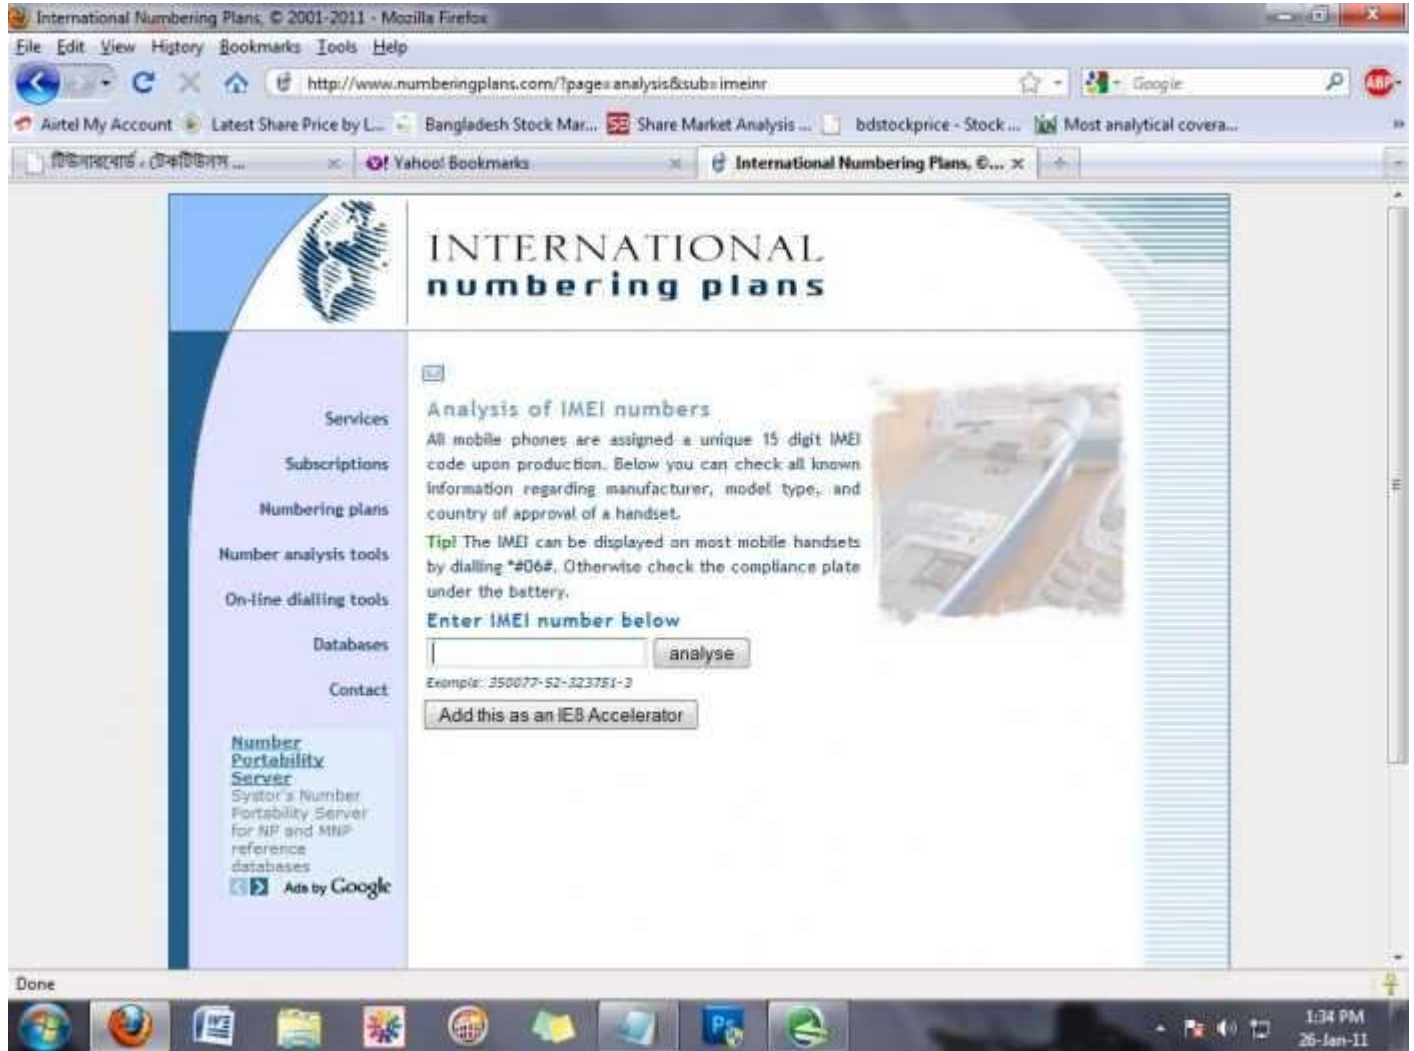 International Numbering Plans, © 2001-2011 - Mozilla Firefox
File Edit View History Bookmarks Tools Help
http://www.numberingplans.com/?page=analysis&sub=imeinr
Google
ABP
Airtel My Account Latest Share Price by L... Bangladesh Stock Mar... Share Market Analysis ... bdstockprice - Stock ... Most analytical covera...
টিউনারবোর্ড । টেকটিউনস ... Yahoo! Bookmarks International Numbering Plans, ©...
INTERNATIONAL
numbering plans
Services
Subscriptions
Numbering plans
Number analysis tools
On-line dialling tools
Databases
Contact
Number
Portability
Server
Systor's Number
Portability Server
for NP and MNP
reference
databases
Ads by Google
Analysis of IMEI numbers
All mobile phones are assigned a unique 15 digit IMEI
code upon production. Below you can check all known
information regarding manufacturer, model type, and
country of approval of a handset.
Tip! The IMEI can be displayed on most mobile handsets
by dialling *#06#. Otherwise check the compliance plate
under the battery.
Enter IMEI number below
analyse
Example: 350077-52-323751-3
Add this as an IE8 Accelerator
Done
Ps
1:34 PM
26-Jan-11